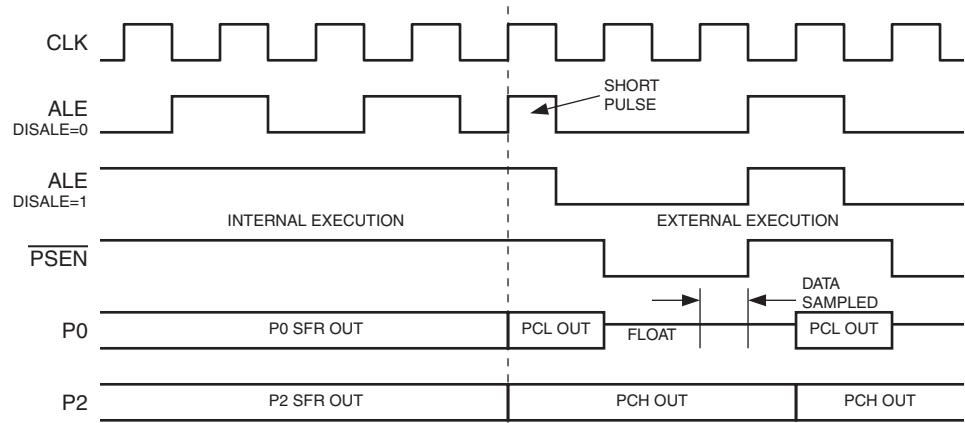 CLK
ALE
DISALE=0
SHORT
PULSE
ALE
DISALE=1
INTERNAL EXECUTION
EXTERNAL EXECUTION
PSEN
DATA
SAMPLED
P0
P0 SFR OUT
PCL OUT
FLOAT
PCL OUT
P2
P2 SFR OUT
PCH OUT
PCH OUT